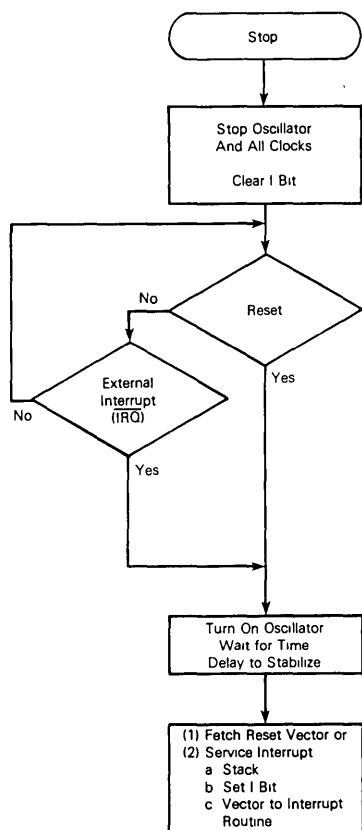 Stop
Stop Oscillator
And All Clocks
Clear I Bit
No
Reset
Yes
External
Interrupt
(I̅R̅Q̅)
No
Yes
Turn On Oscillator
Wait for Time
Delay to Stabilize
(1) Fetch Reset Vector or
(2) Service Interrupt
a Stack
b Set I Bit
c Vector to Interrupt
Routine